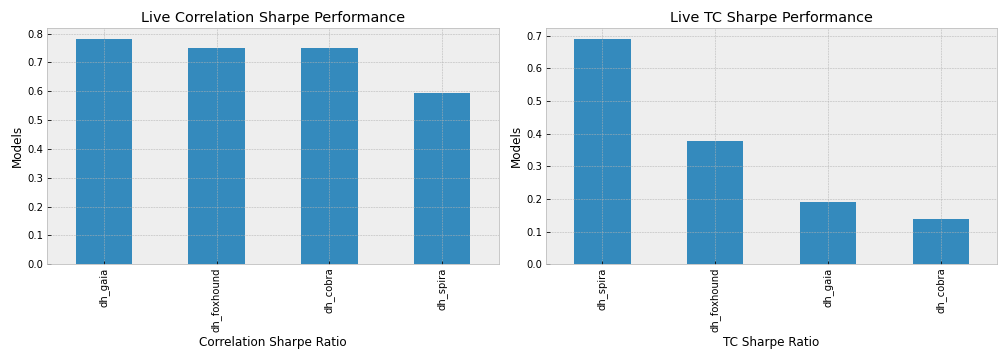 Live Correlation Sharpe Performance
Models
0.8
0.7
0.6
0.5
0.4
0.3
0.2
0.1
0.0
dh_gaia
dh_foxhound
dh_cobra
dh_spira
Correlation Sharpe Ratio
Live TC Sharpe Performance
Models
0.7
0.6
0.5
0.4
0.3
0.2
0.1
0.0
dh_spira
dh_foxhound
dh_gaia
dh_cobra
TC Sharpe Ratio